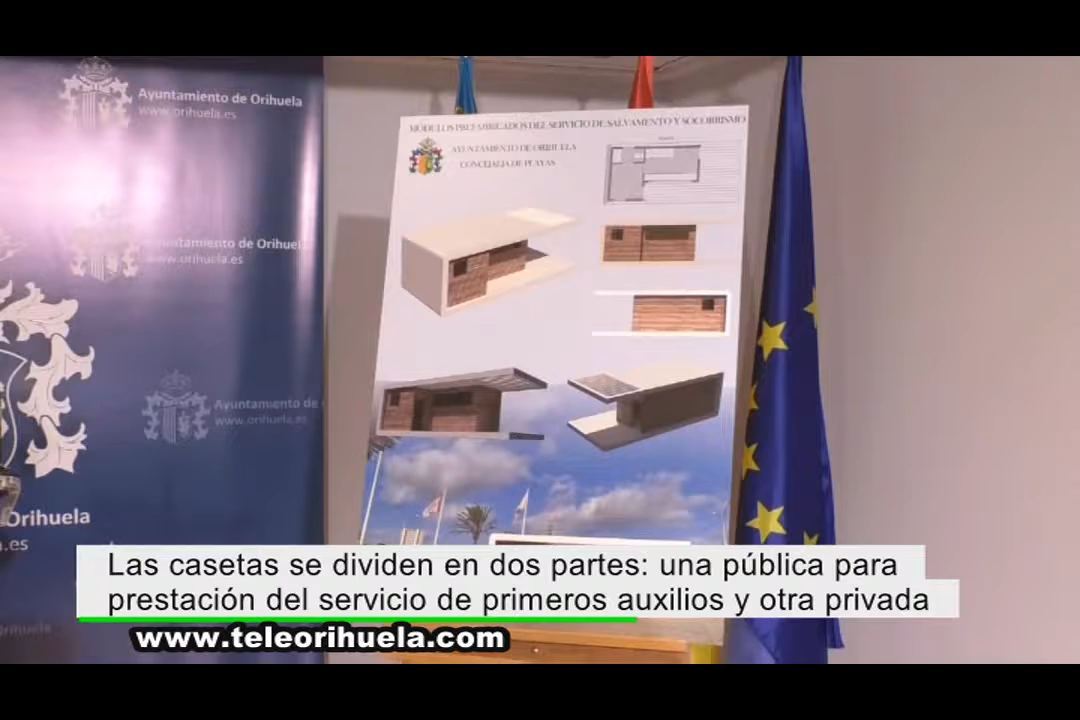 Ayuntamiento de Orihuela
www.orihuela.es
MÓDULOS PREFABRICADOS DEL SERVICIO DE SALVAMENTO Y SOCORRISMO
AYUNTAMIENTO DE ORIHUELA
CONCEJALIA DE PLAYAS
Ayuntamiento de Orihuela
www.orihuela.es
Ayuntamiento de
www.orihuela.es
Orihuela
.es
Las casetas se dividen en dos partes: una pública para
prestación del servicio de primeros auxilios y otra privada
www.teleorihuela.com